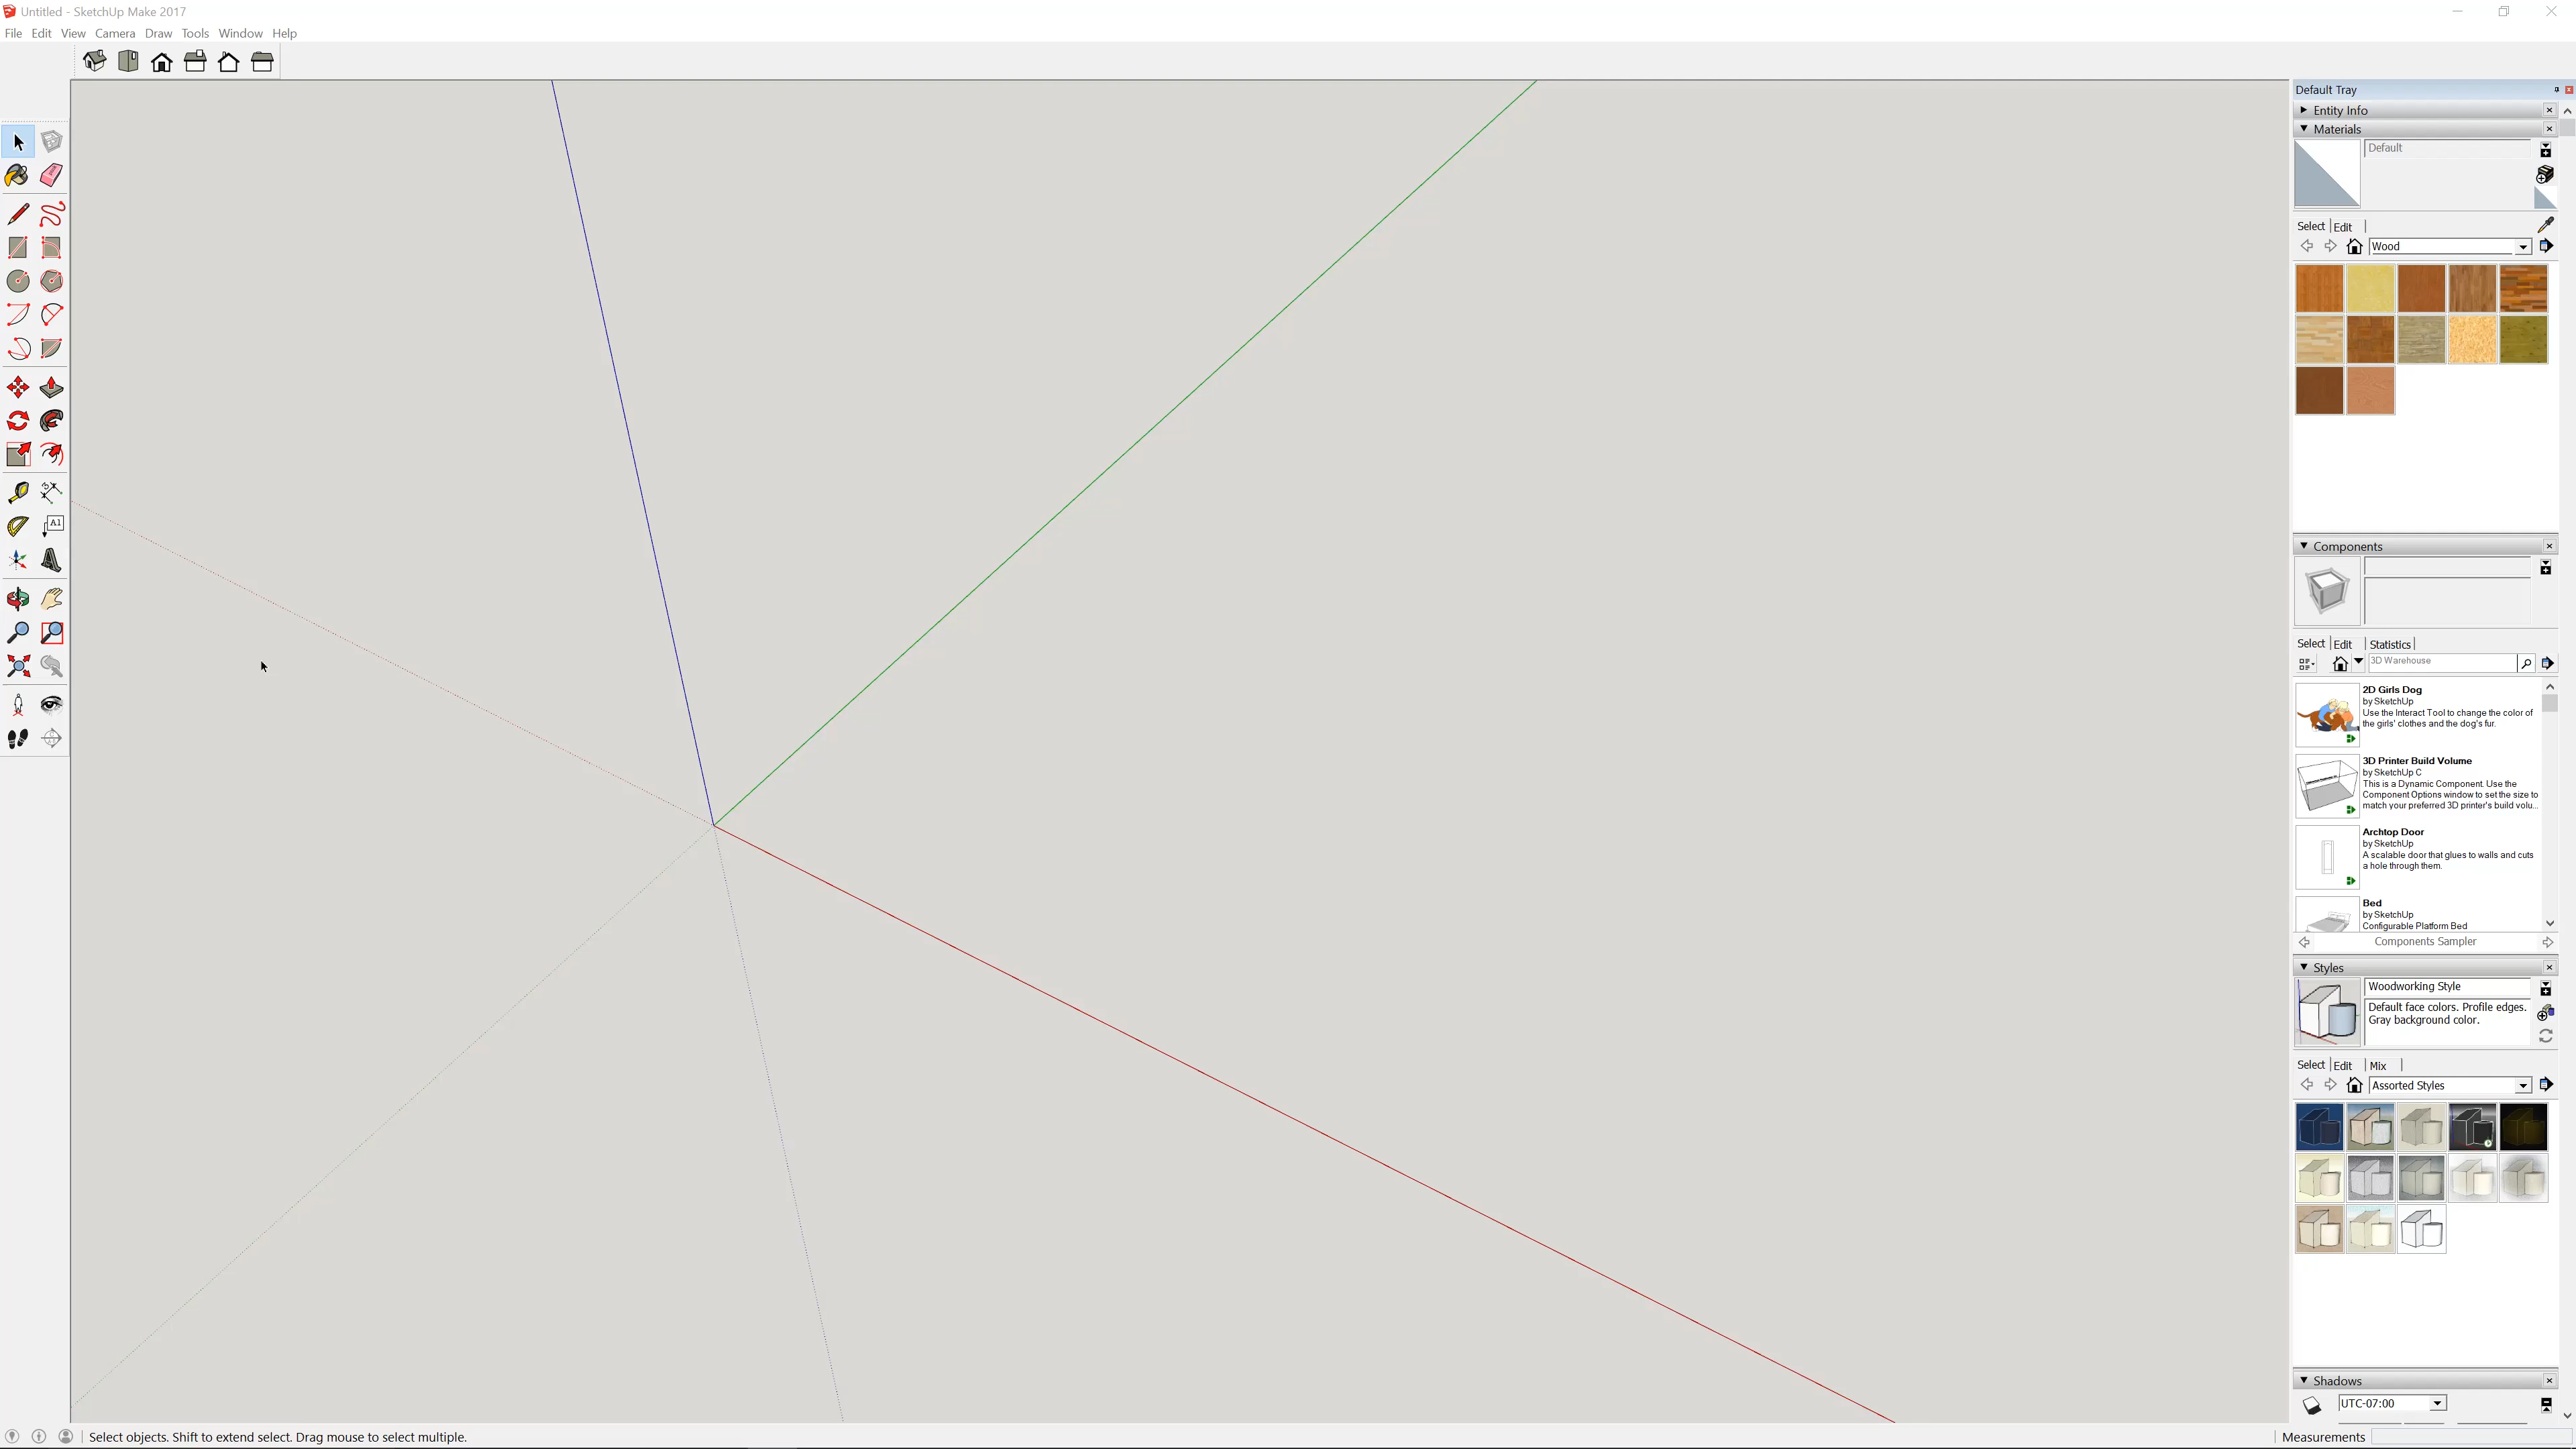 Untitled - SketchUp Make 2017
File Edit View Camera Draw Tools Window Help
Default Tray
Entity Info
Materials
Default
Select Edit
Wood
Components
Select Edit Statistics
3D Warehouse
2D Girls Dog
by SketchUp
Use the Interact Tool to change the color of
the girls' clothes and the dog's fur.
3D Printer Build Volume
by SketchUp C
This is a Dynamic Component. Use the
Component Options window to set the size to
match your preferred 3D printer's build volu...
Archtop Door
by SketchUp
A scalable door that glues to walls and cuts
a hole through them.
Bed
by SketchUp
Configurable Platform Bed
Components Sampler
Styles
Woodworking Style
Default face colors. Profile edges.
Gray background color.
Select Edit Mix
Assorted Styles
Shadows
UTC-07:00
Select objects. Shift to extend select. Drag mouse to select multiple.
Measurements